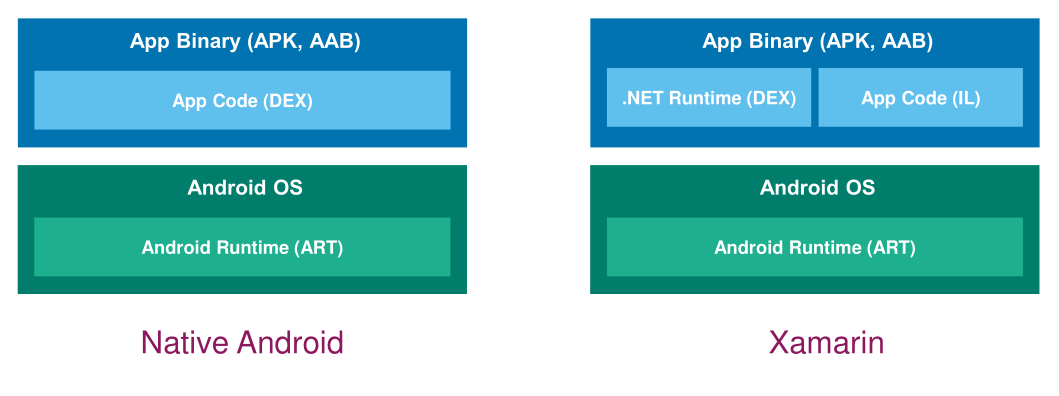 App Binary (APK, AAB)
App Code (DEX)
Android OS
Android Runtime (ART)
Native Android
App Binary (APK, AAB)
.NET Runtime (DEX)
App Code (IL)
Android OS
Android Runtime (ART)
Xamarin